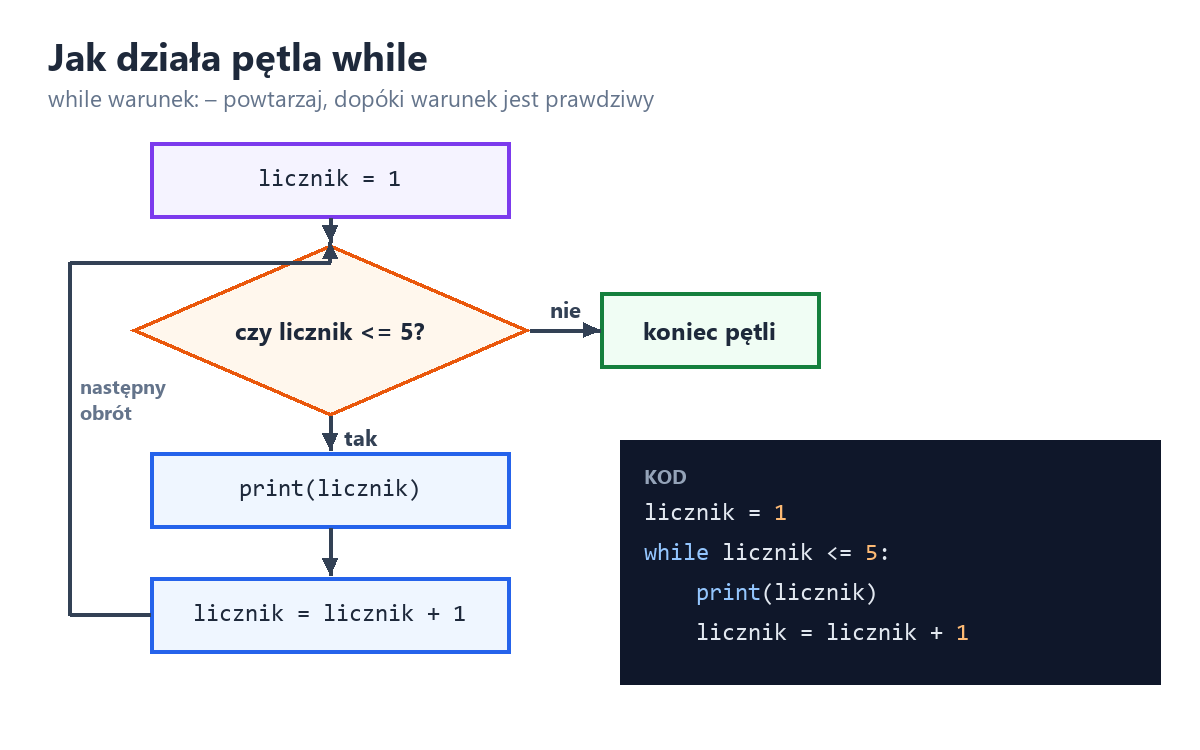 Jak działa pętla while
while warunek: – powtarzaj, dopóki warunek jest prawdziwy
licznik = 1
czy licznik <= 5?
nie
koniec pętli
następny
obrót
tak
print(licznik)
licznik = licznik + 1
KOD
licznik = 1
while licznik <= 5:
    print(licznik)
    licznik = licznik + 1